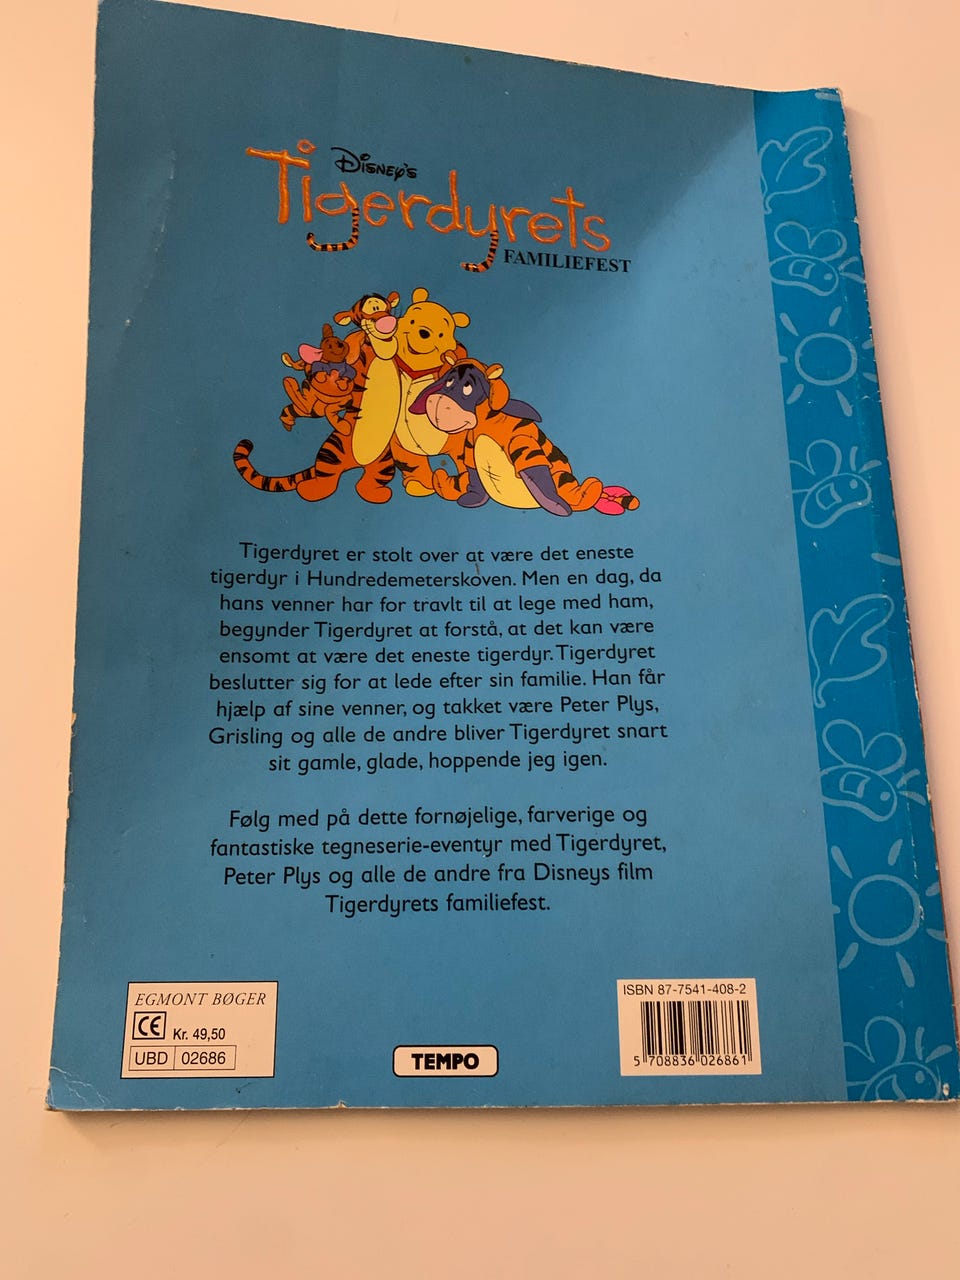 Disney's
Tigerdyrets
FAMILIEFEST
Tigerdyret er stolt over at være det eneste
tigerdyr i Hundredemeterskoven. Men en dag, da
hans venner har for travlt til at lege med ham,
begynder Tigerdyret at forstå, at det kan være
ensomt at være det eneste tigerdyr. Tigerdyret
beslutter sig for at lede efter sin familie. Han får
hjælp af sine venner, og takket være Peter Plys,
Grisling og alle de andre bliver Tigerdyret snart
sit gamle, glade, hoppende jeg igen.
Følg med på dette fornøjelige, farverige og
fantastiske tegneserie-eventyr med Tigerdyret,
Peter Plys og alle de andre fra Disneys film
Tigerdyrets familiefest.
EGMONT BØGER
CE Kr. 49,50
UBD 02686
TEMPO
ISBN 87-7541-408-2
5 708836 026861